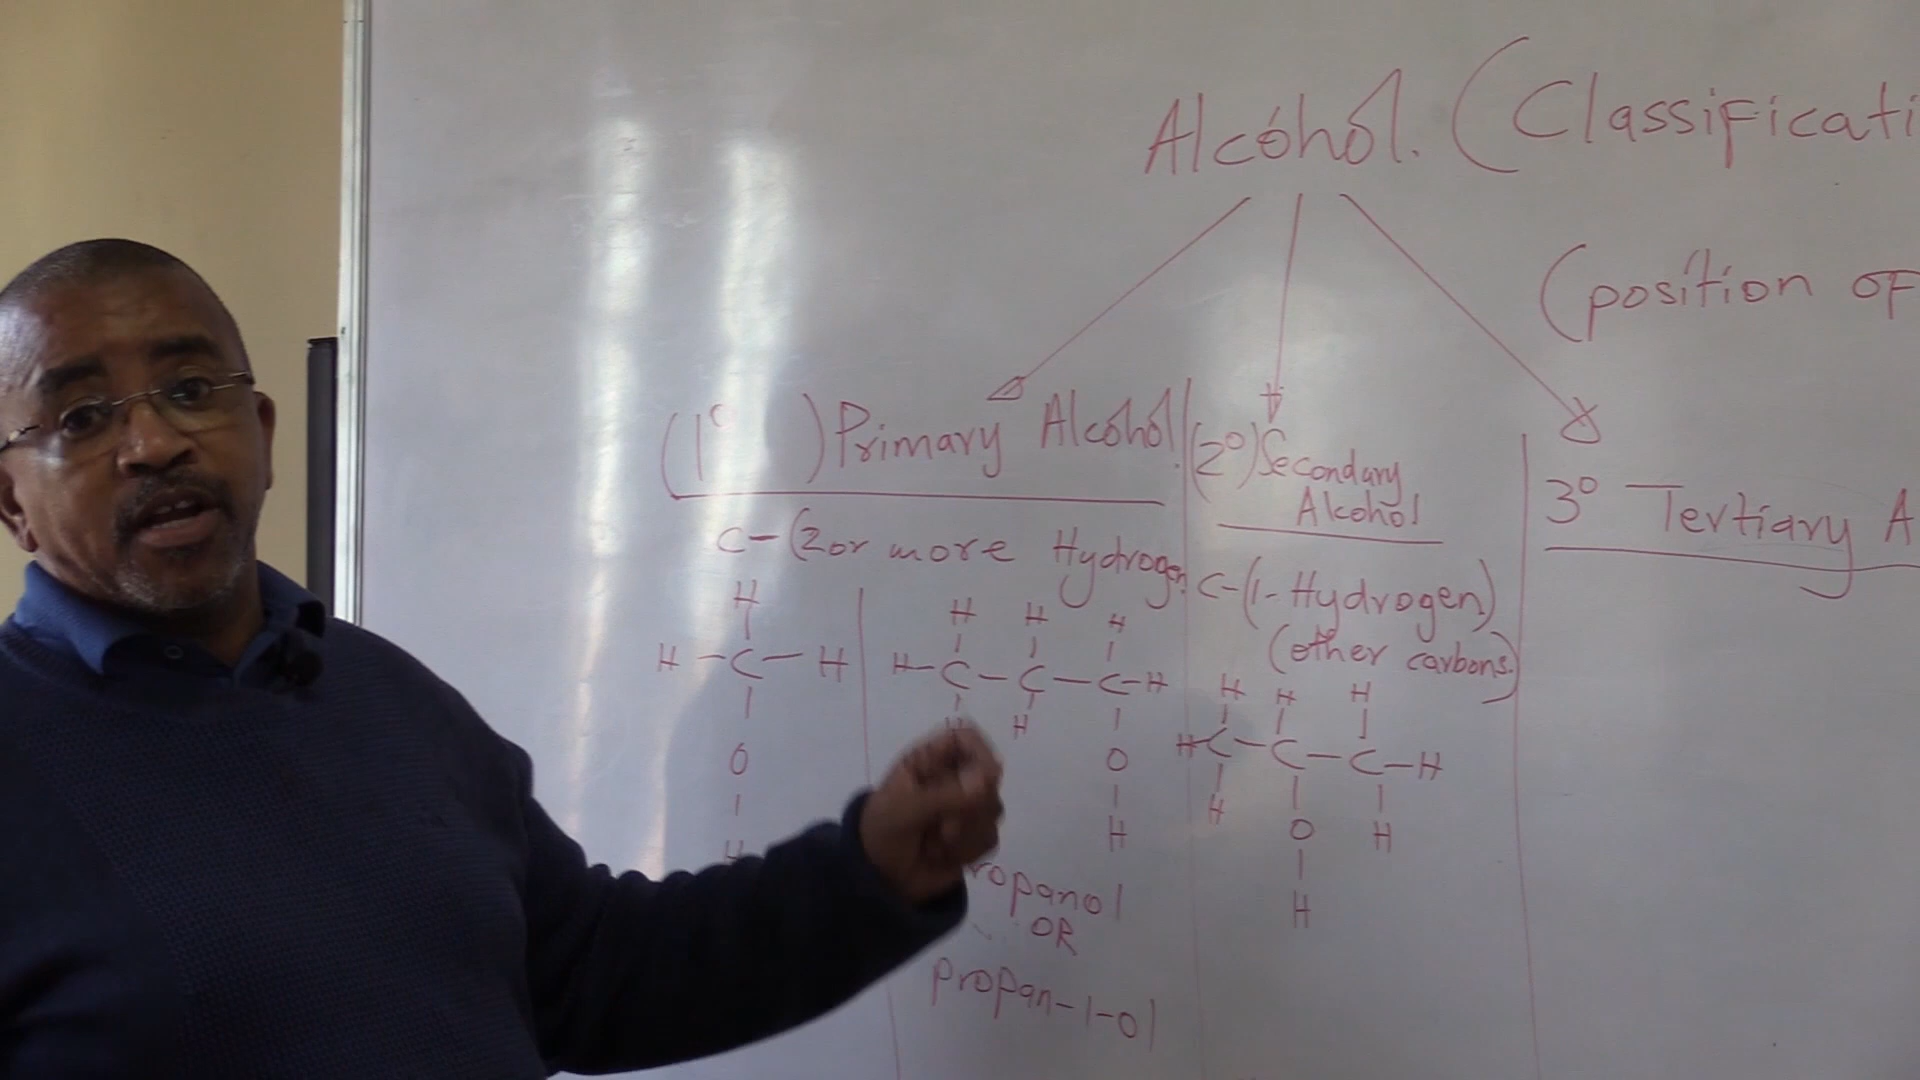 Alcohol. (Classificati
(position OF
(1° ) Primary Alcohol.
C-(2 or more Hydrogen
H
H - C - H
O
H
H H H
H - C - C - C - H
H H
O
H
ropanol
OR
propan-1-ol
(2°) Secondary
Alcohol
C-(1-Hydrogen)
(other carbons.)
H H H
H - C - C - C - H
H O H
H
3° Tertiary A